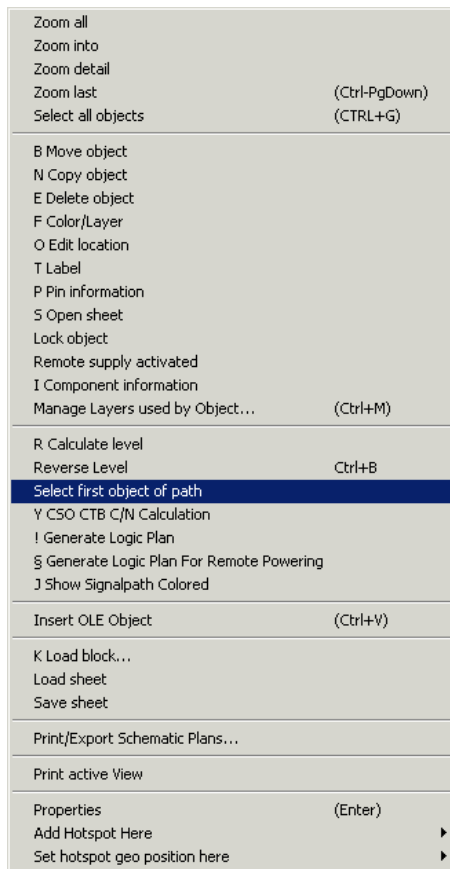 Zoom all
Zoom into
Zoom detail
Zoom last (Ctrl-PgDown)
Select all objects (CTRL+G)
B Move object
N Copy object
E Delete object
F Color/Layer
O Edit location
T Label
P Pin information
S Open sheet
Lock object
Remote supply activated
I Component information
Manage Layers used by Object... (Ctrl+M)
R Calculate level
Reverse Level Ctrl+B
Select first object of path
Y CSO CTB C/N Calculation
! Generate Logic Plan
§ Generate Logic Plan For Remote Powering
J Show Signalpath Colored
Insert OLE Object (Ctrl+V)
K Load block...
Load sheet
Save sheet
Print/Export Schematic Plans...
Print active View
Properties (Enter)
Add Hotspot Here
Set hotspot geo position here